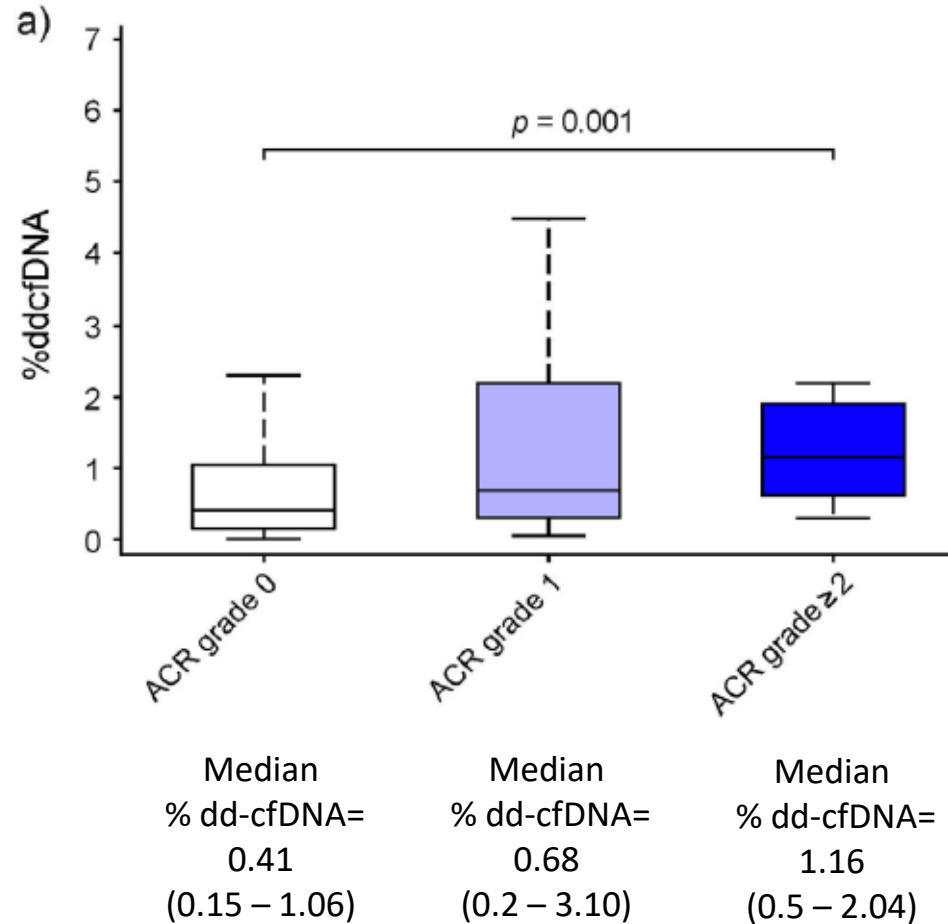 a)
7
6
5
4
3
2
1
0
%ddcfDNA
p = 0.001
ACR grade 0
ACR grade 1
ACR grade ≥ 2
Median
% dd-cfDNA=
0.41
(0.15 – 1.06)
Median
% dd-cfDNA=
0.68
(0.2 – 3.10)
Median
% dd-cfDNA=
1.16
(0.5 – 2.04)